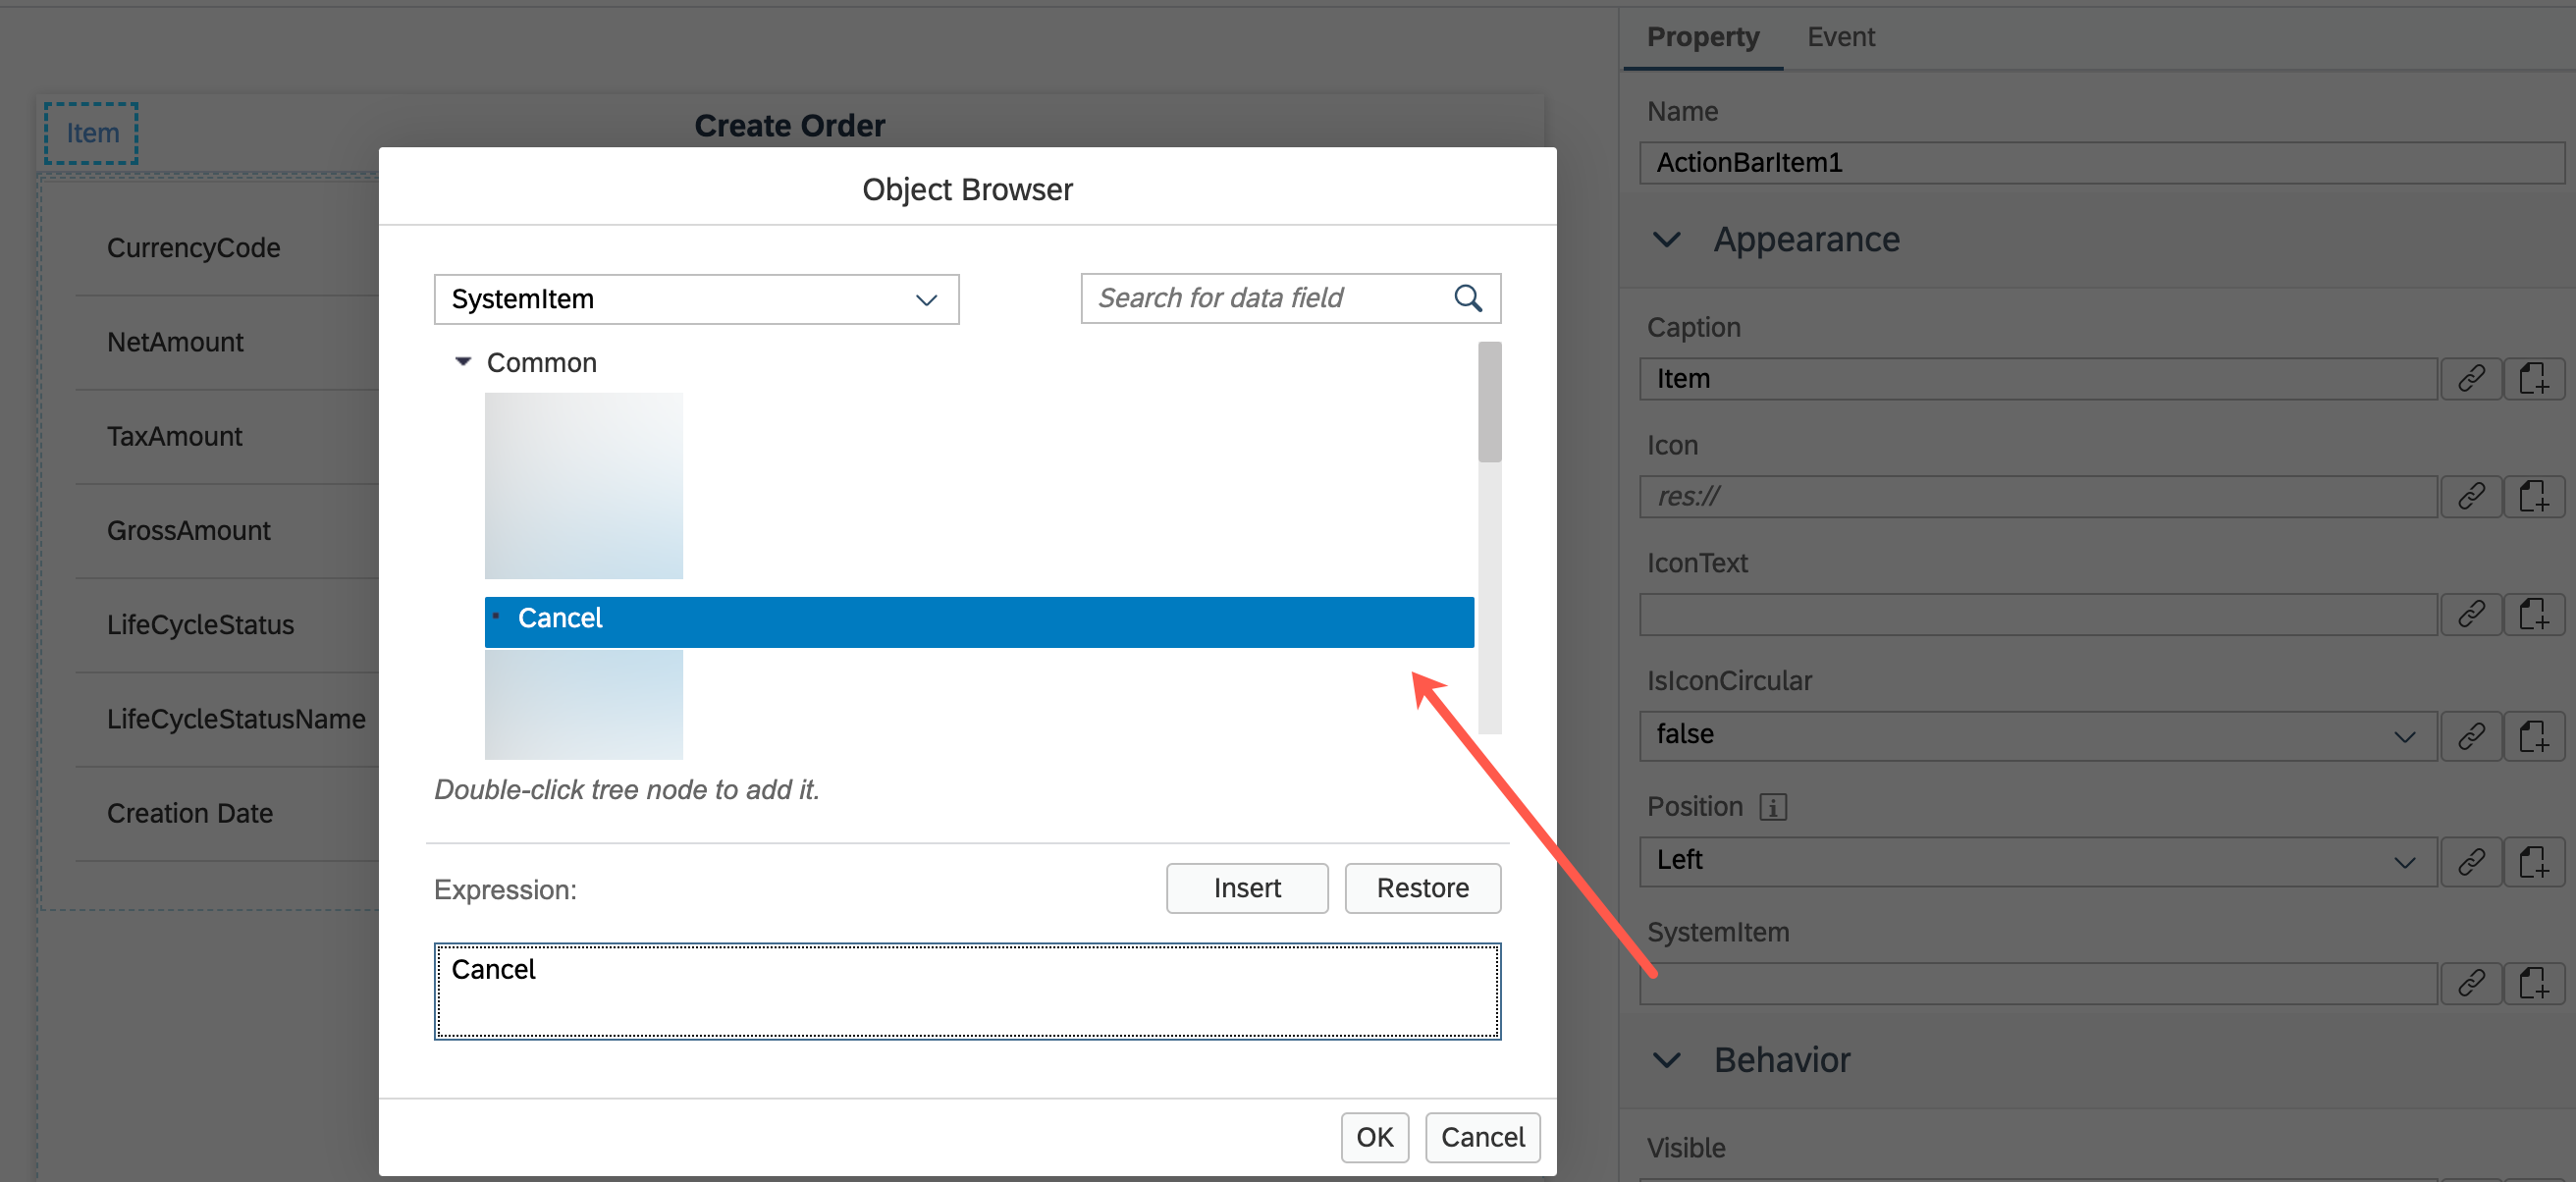 Item
Create Order
CurrencyCode
NetAmount
TaxAmount
GrossAmount
LifeCycleStatus
LifeCycleStatusName
Creation Date
Object Browser
SystemItem
Search for data field
Common
Cancel
Double-click tree node to add it.
Expression:
Insert
Restore
Cancel
OK
Cancel
Property
Event
Name
ActionBarItem1
Appearance
Caption
Item
Icon
res://
IconText
IsIconCircular
false
Position
Left
SystemItem
Behavior
Visible